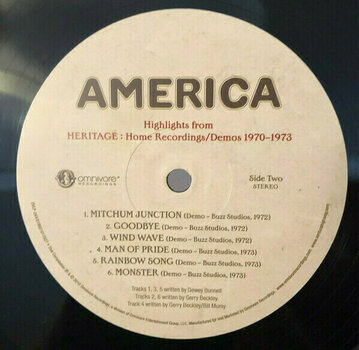 AMERICA
Highlights from
HERITAGE : Home Recordings/Demos 1970–1973
omnivore
RECORDINGS
Side Two
STEREO
1. MITCHUM JUNCTION (Demo – Buzz Studios, 1972)
2. GOODBYE (Demo – Buzz Studios, 1972)
3. WIND WAVE (Demo – Buzz Studios, 1973)
4. MAN OF PRIDE (Demo – Buzz Studios, 1973)
5. RAINBOW SONG (Demo – Buzz Studios, 1973)
6. MONSTER (Demo – Buzz Studios, 1973)
Tracks 1, 3, 5 written by Dewey Bunnell
Tracks 2, 6 written by Gerry Beckley
Track 4 written by Gerry Beckley/Bill Mumy